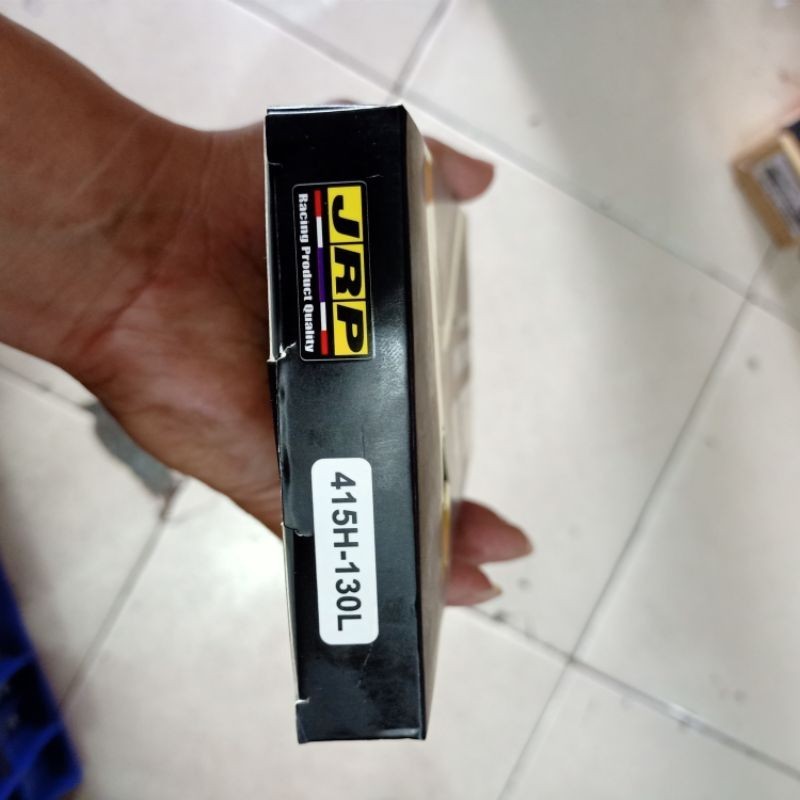 JRP
Racing Product Quality
415H-130L